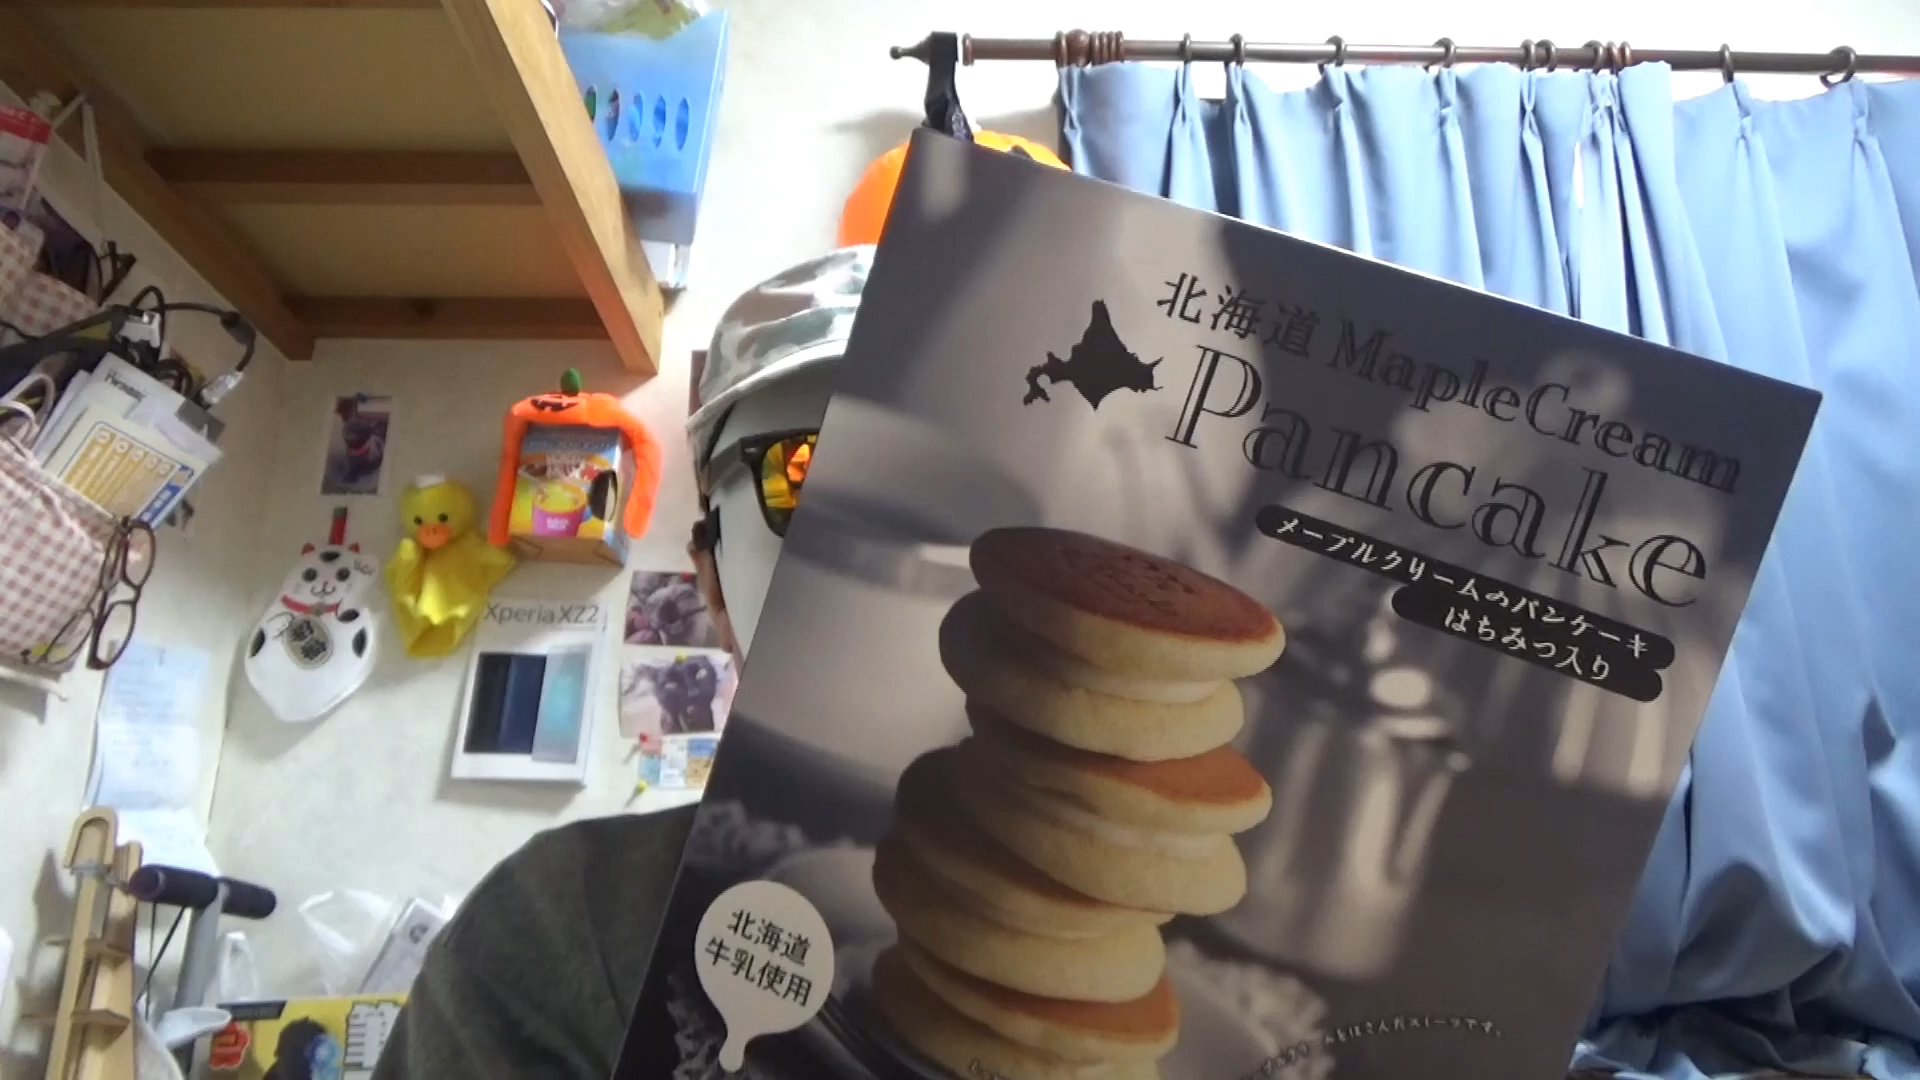 北海道 MapleCream
Pancake
メープルクリームのパンケーキ
はちみつ入り
北海道
牛乳使用
Xperia XZ2